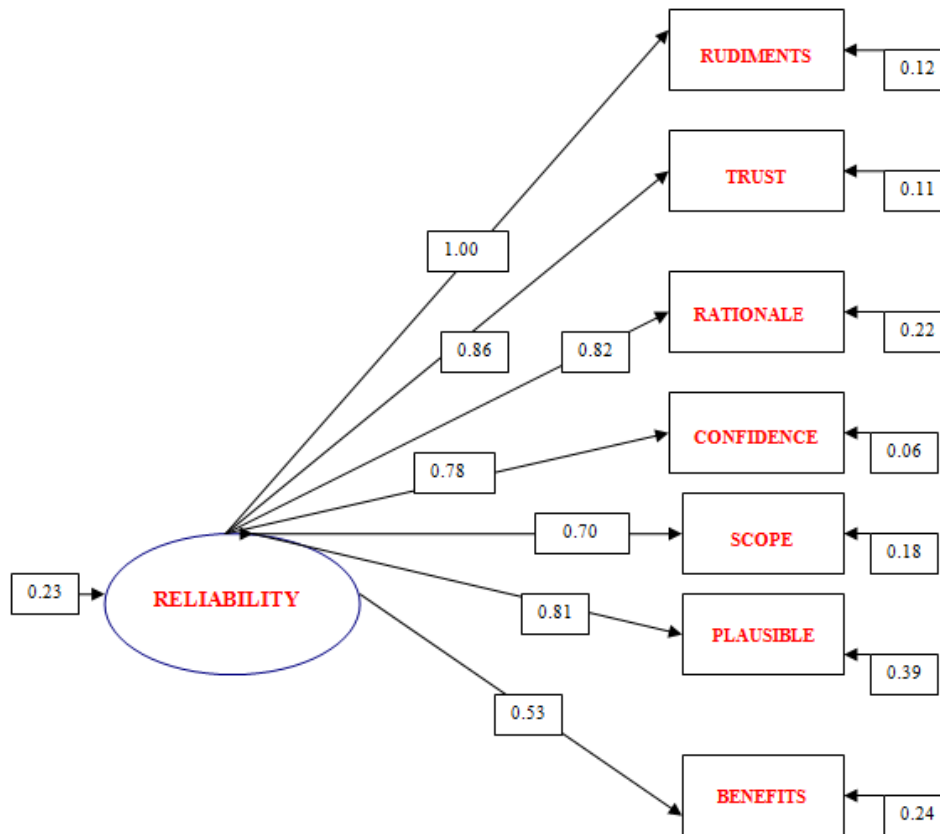 RUDIMENTS
0.12
TRUST
0.11
1.00
RATIONALE
0.22
0.86
0.82
CONFIDENCE
0.06
0.78
SCOPE
0.18
0.70
0.23
RELIABILITY
0.81
PLAUSIBLE
0.39
0.53
BENEFITS
0.24